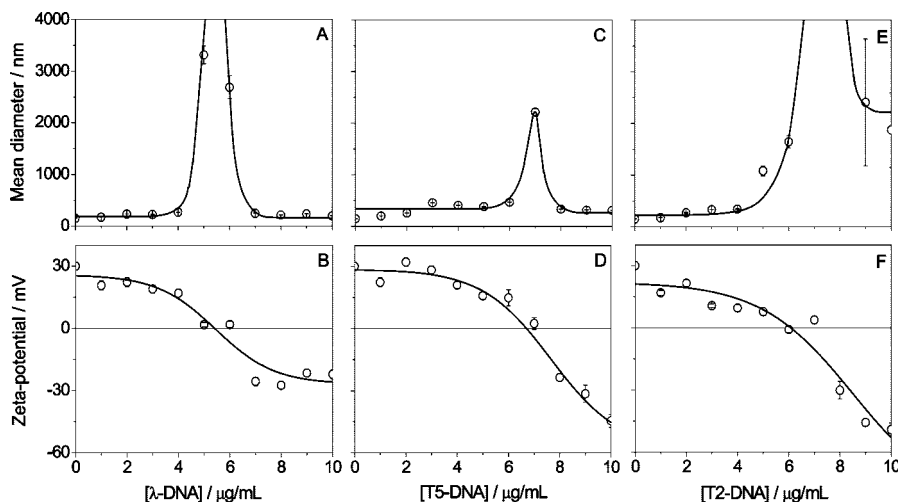 Mean diameter / nm
4000
3000
2000
1000
0
A
C
E
Zeta-potential / mV
30
0
-30
-60
B
D
F
0 2 4 6 8 10
0 2 4 6 8 10
0 2 4 6 8 10
[λ-DNA] / μg/mL
[T5-DNA] / μg/mL
[T2-DNA] / μg/mL